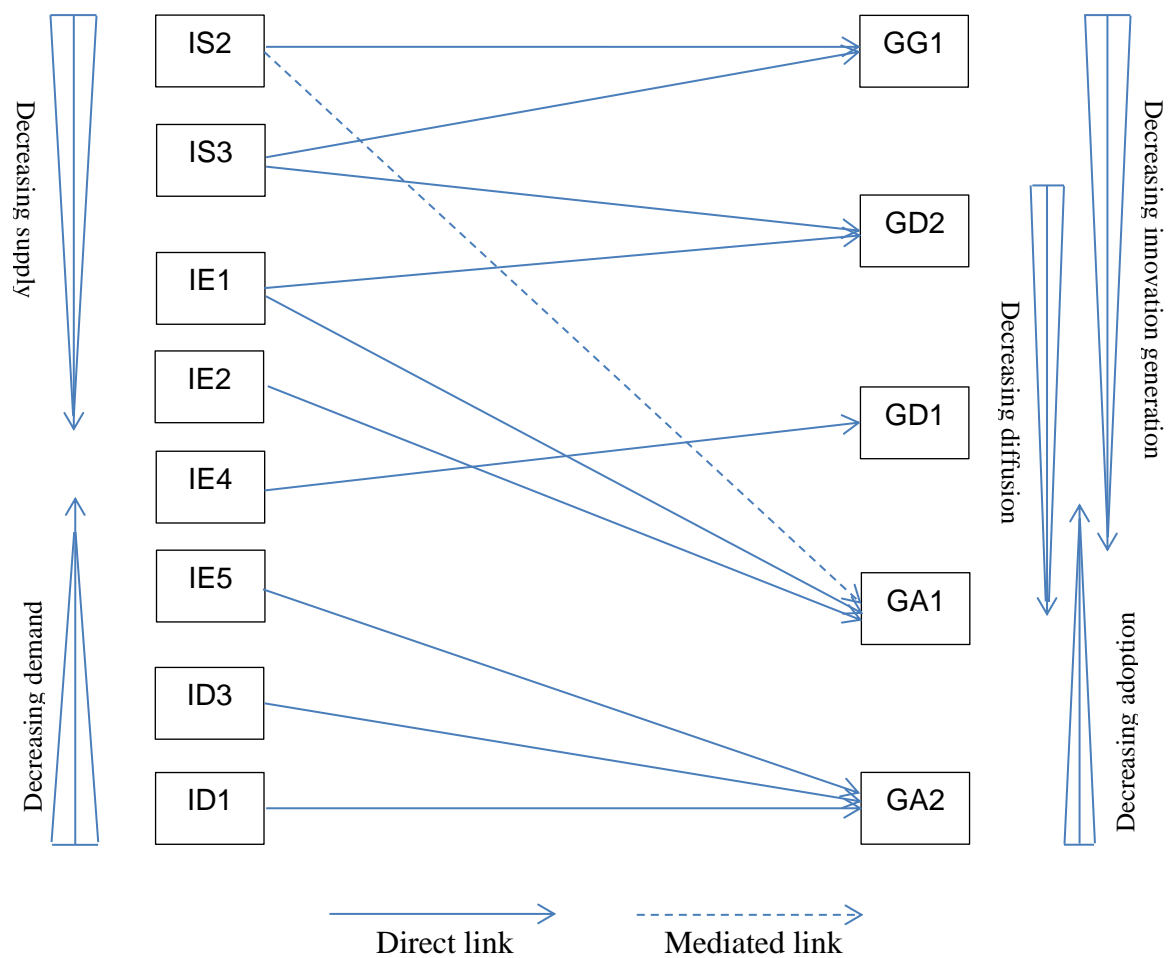 IS2
GG1
IS3
GD2
IE1
IE2
GD1
IE4
IE5
GA1
ID3
ID1
GA2
Decreasing supply
Decreasing demand
Decreasing diffusion
Decreasing innovation generation
Decreasing adoption
Direct link
Mediated link